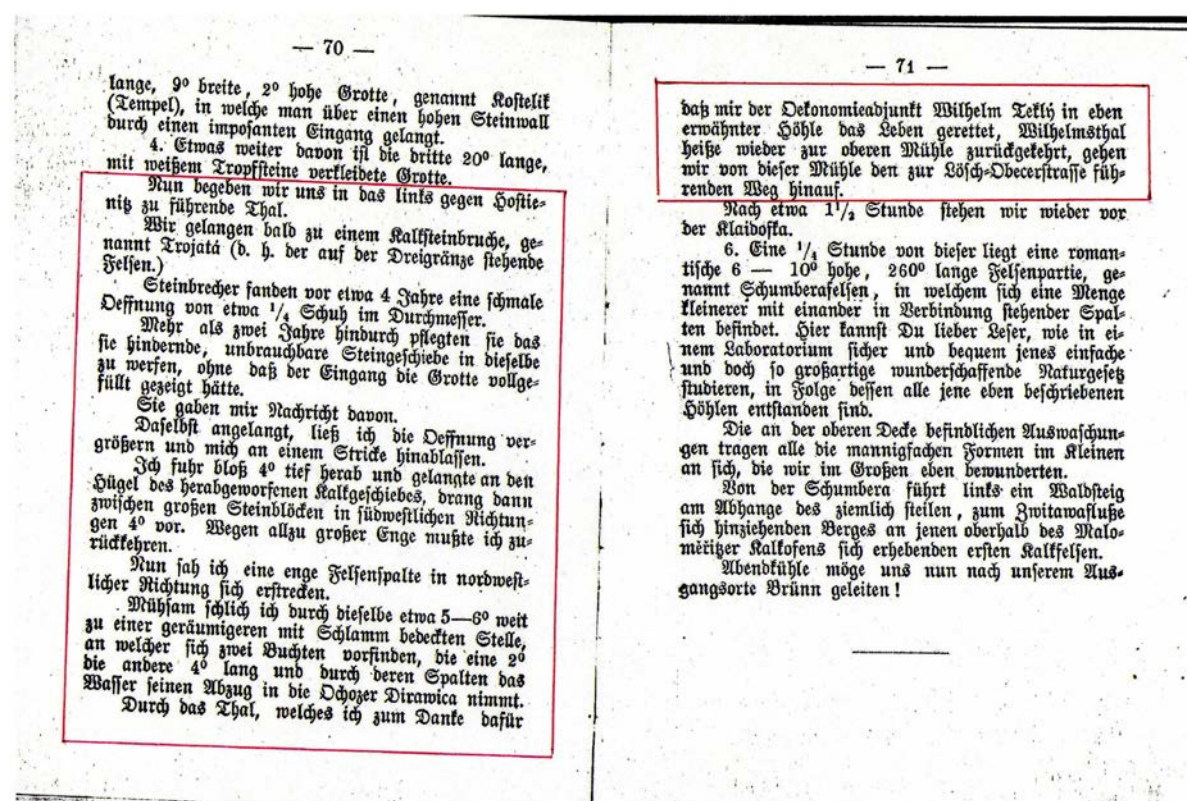 — 70 —
lange, 9⁰ breite, 2⁰ hohe Grotte, genannt Kostelik
(Tempel), in welche man über einen hohen Steinwall
durch einen imposanten Eingang gelangt.
4. Etwas weiter davon ist die dritte 20⁰ lange,
mit weißem Tropfsteine verkleidete Grotte.
Nun begeben wir uns in das links gegen Hostie-
nitz zu führende Thal.
Wir gelangen bald zu einem Kalksteinbruche, ge-
nannt Trojatá (d. h. der auf der Dreigränze stehende
Felsen.)
Steinbrecher fanden vor etwa 4 Jahre eine schmale
Oeffnung von etwa ¹/₄ Schuh im Durchmesser.
Mehr als zwei Jahre hindurch pflegten sie das
sie hindernde, unbrauchbare Steingeschiebe in dieselbe
zu werfen, ohne daß der Eingang die Grotte vollge-
füllt gezeigt hätte.
Sie gaben mir Nachricht davon.
Daselbst angelangt, ließ ich die Oeffnung ver-
größern und mich an einem Stricke hinablassen.
Ich fuhr bloß 4⁰ tief herab und gelangte an den
Hügel des herabgeworfenen Kalkgeschiebes, drang dann
zwischen großen Steinblöcken in südwestlichen Richtun-
gen 4⁰ vor. Wegen allzu großer Enge mußte ich zu-
rückkehren.
Nun sah ich eine enge Felsenspalte in nordwest-
licher Richtung sich erstrecken.
Mühsam schlich ich durch dieselbe etwa 5—6⁰ weit
zu einer geräumigeren mit Schlamm bedeckten Stelle,
an welcher sich zwei Buchten vorfinden, die eine 2⁰
die andere 4⁰ lang und durch deren Spalten das
Wasser seinen Abzug in die Ochozer Dirawica nimmt.
Durch das Thal, welches ich zum Danke dafür
— 71 —
daß mir der Oekonomieadjunkt Wilhelm Teklý in eben
erwähnter Höhle das Leben gerettet, Wilhelmsthal
heiße wieder zur oberen Mühle zurückgekehrt, gehen
wir von dieser Mühle den zur Lösch-Obecerstrasse füh-
renden Weg hinauf.
Nach etwa 1¹/₂ Stunde stehen wir wieder vor
der Klaidofka.
6. Eine ¹/₄ Stunde von dieser liegt eine roman-
tische 6 — 10⁰ hohe, 260⁰ lange Felsenpartie, ge-
nannt Schumberafelsen, in welchem sich eine Menge
kleinerer mit einander in Verbindung stehender Spal-
ten befindet. Hier kannst Du lieber Leser, wie in ei-
nem Laboratorium sicher und bequem jenes einfache
und doch so großartige wunderschaffende Naturgesetz
studieren, in Folge dessen alle jene eben beschriebenen
Höhlen entstanden sind.
Die an der oberen Decke befindlichen Auswaschun-
gen tragen alle die mannigfachen Formen im Kleinen
an sich, die wir im Großen eben bewunderten.
Von der Schumbera führt links ein Waldsteig
am Abhange des ziemlich steilen, zum Zwitawaflußе
sich hinziehenden Berges an jenen oberhalb des Malo-
měřitzer Kalkofens sich erhebenden ersten Kalkfelsen.
Abendkühle möge uns nun nach unserem Aus-
gangsorte Brünn geleiten!